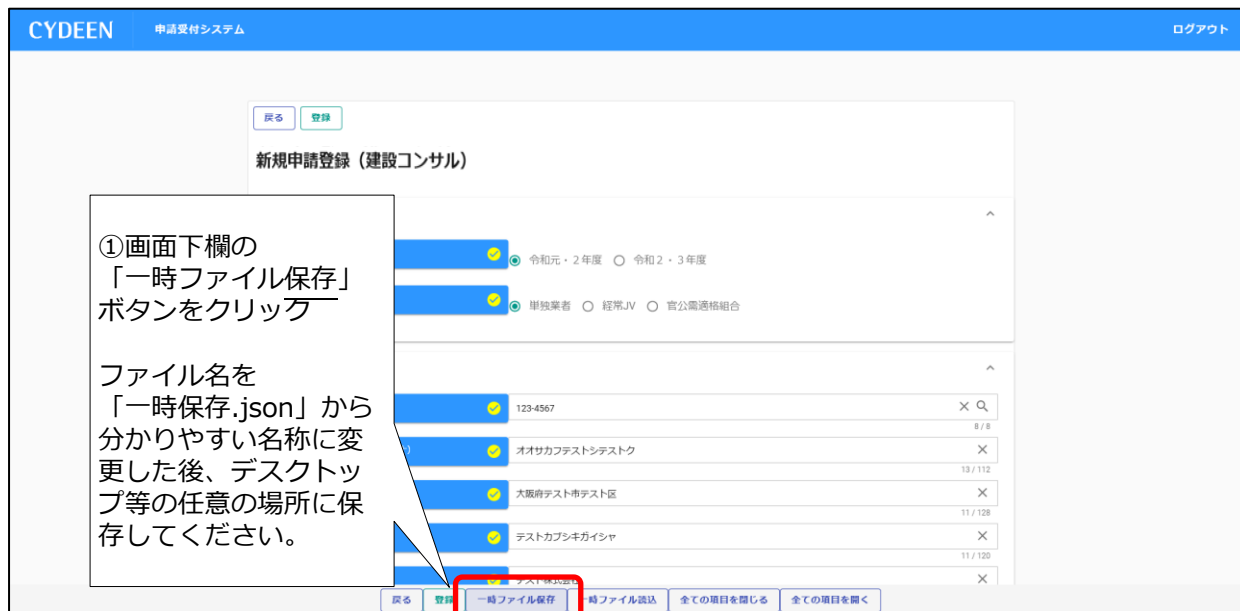 CYDEEN 申請受付システム ログアウト
戻る 登録
新規申請登録（建設コンサル）
①画面下欄の
「一時ファイル保存」
ボタンをクリック
ファイル名を
「一時保存.json」から
分かりやすい名称に変
更した後、デスクトッ
プ等の任意の場所に保
存してください。
令和元・２年度 令和２・３年度
単独業者 経常JV 官公需適格組合
123-4567
8 / 8
オオサカフテストシテストク
13 / 112
大阪府テスト市テスト区
11 / 128
テストカブシキガイシャ
11 / 120
テスト株式会社
戻る 登録 一時ファイル保存 一時ファイル読込 全ての項目を閉じる 全ての項目を開く